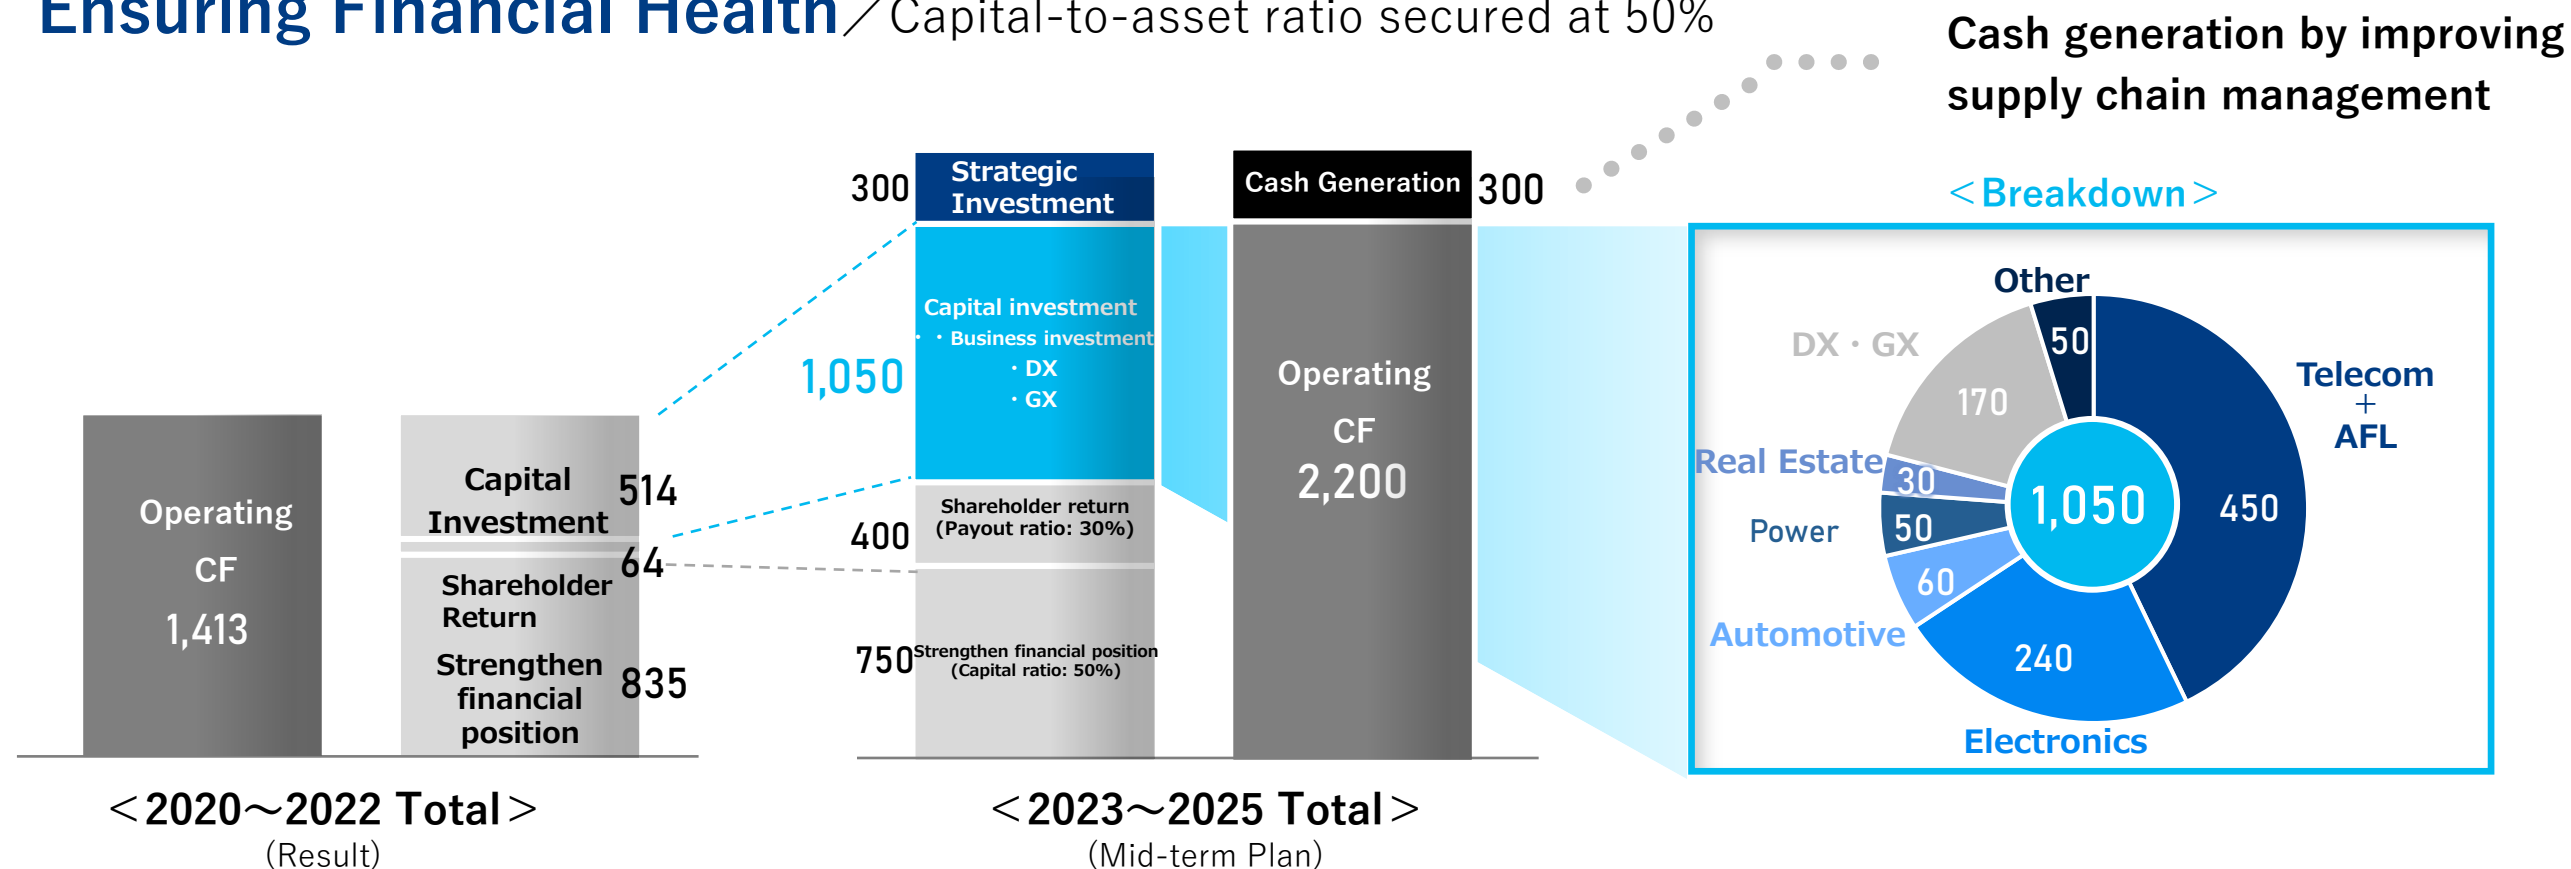 Ensuring Financial Health／Capital-to-asset ratio secured at 50%
Cash generation by improving
supply chain management
Operating
CF
1,413
Capital
Investment
514
64
Shareholder
Return
Strengthen
financial
position
835
＜2020～2022 Total＞
(Result)
300
Strategic
Investment
1,050
Capital investment
・・Business investment
・DX
・GX
400
Shareholder return
(Payout ratio: 30%)
750
Strengthen financial position
(Capital ratio: 50%)
Cash Generation
300
Operating
CF
2,200
＜2023～2025 Total＞
(Mid-term Plan)
＜Breakdown＞
Other
50
DX・GX
170
Telecom
+
AFL
450
Real Estate
30
1,050
Power
50
60
Automotive
240
Electronics